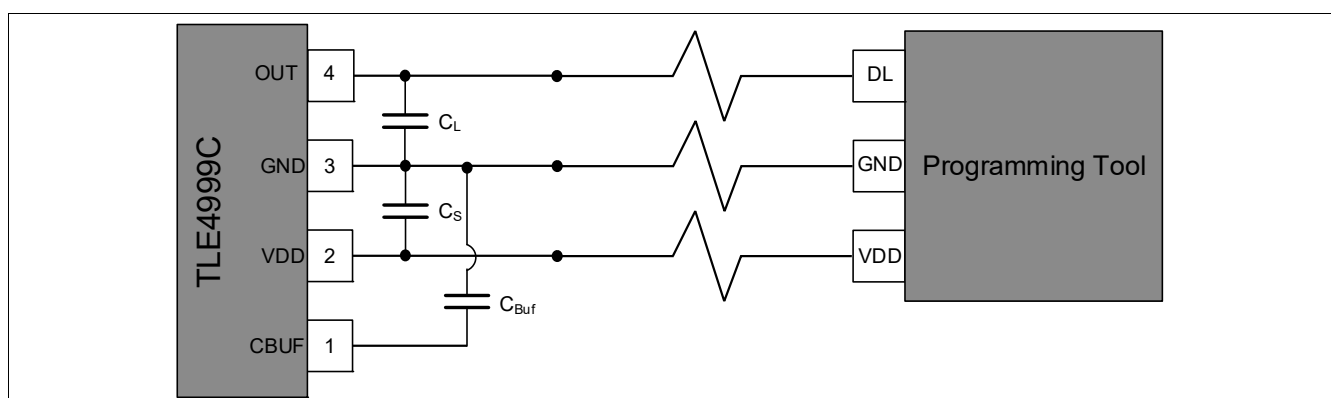 TLE4999C
OUT 4
GND 3
VDD 2
CBUF 1
CL
CS
CBuf
DL
GND
VDD
Programming Tool